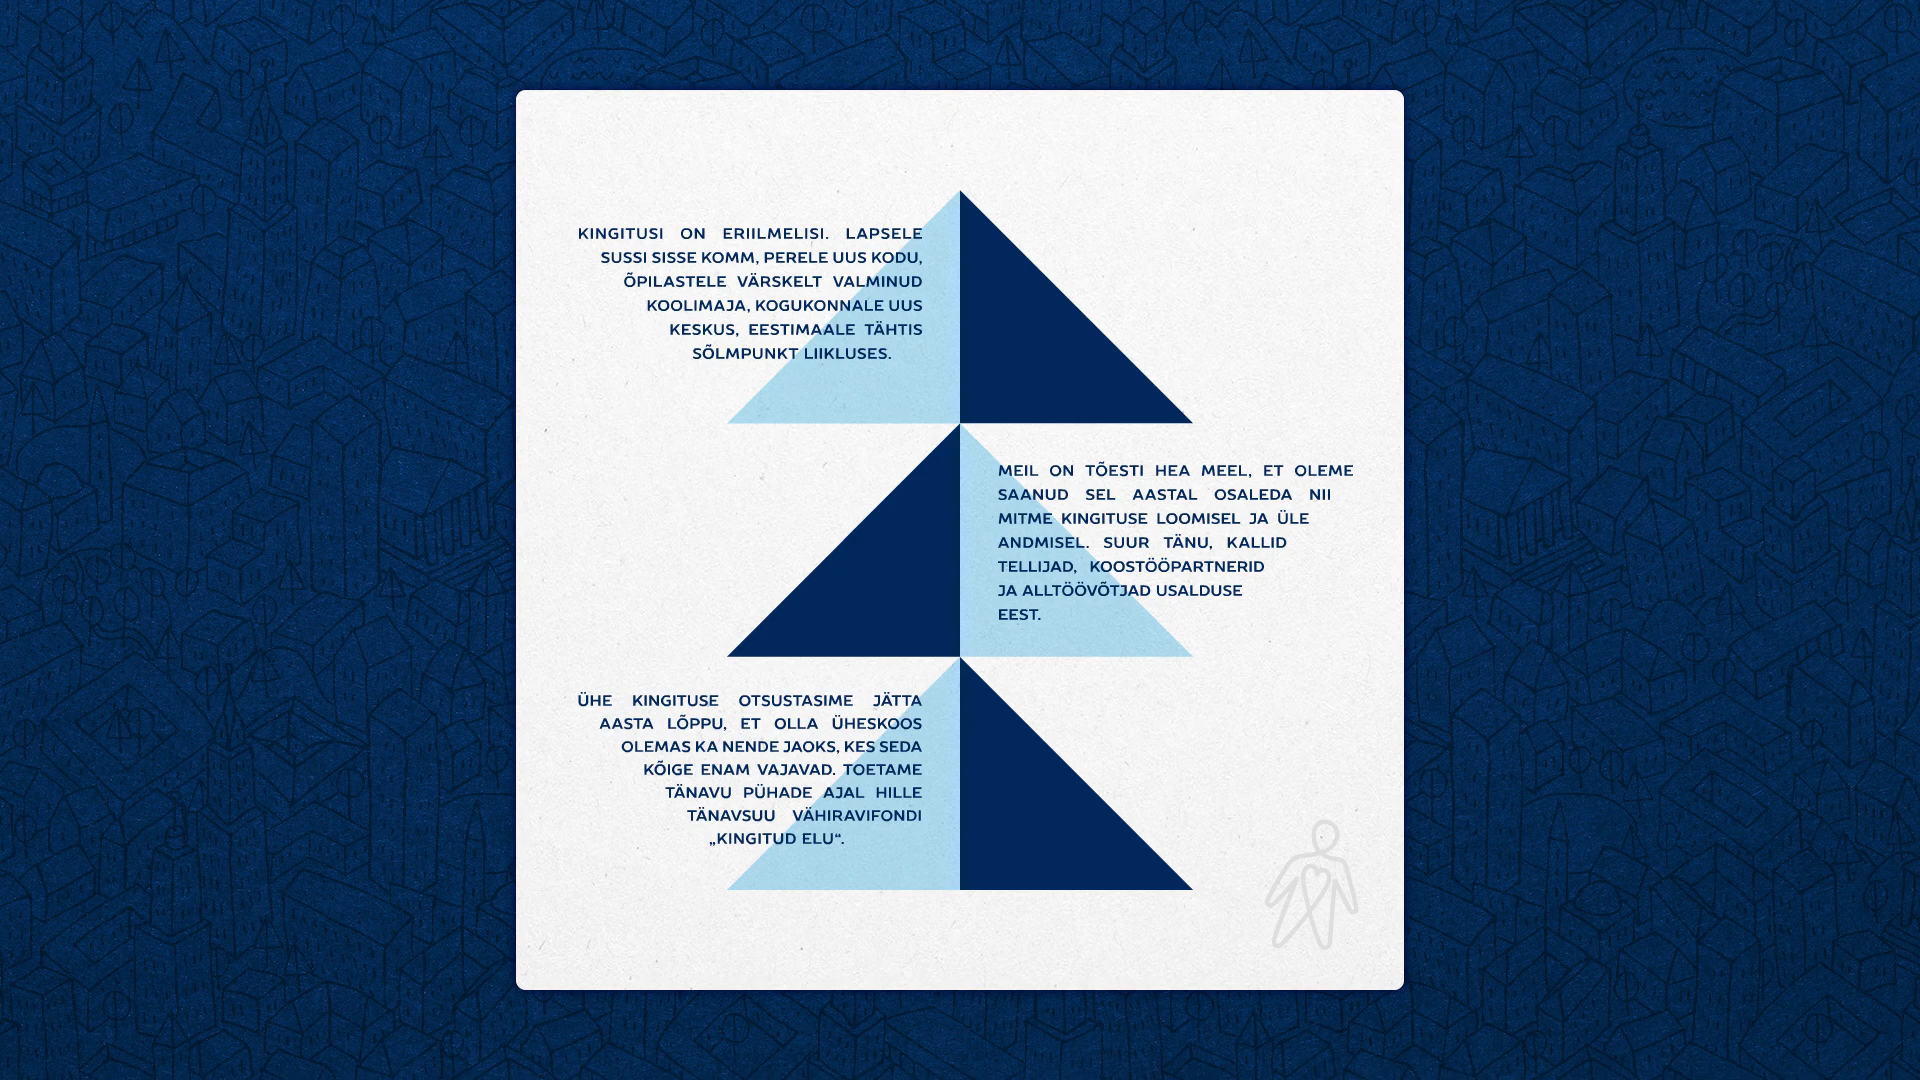 KINGITUSI ON ERIILMELISI. LAPSELE
SUSSI SISSE KOMM, PERELE UUS KODU,
ÕPILASTELE VÄRSKELT VALMINUD
KOOLIMAJA, KOGUKONNALE UUS
KESKUS, EESTIMAALE TÄHTIS
SÕLMPUNKT LIIKLUSES.
MEIL ON TÕESTI HEA MEEL, ET OLEME
SAANUD SEL AASTAL OSALEDA NII
MITME KINGITUSE LOOMISEL JA ÜLE
ANDMISEL. SUUR TÄNU, KALLID
TELLIJAD, KOOSTÖÖPARTNERID
JA ALLTÖÖVÕTJAD USALDUSE
EEST.
ÜHE KINGITUSE OTSUSTASIME JÄTTA
AASTA LÕPPU, ET OLLA ÜHESKOOS
OLEMAS KA NENDE JAOKS, KES SEDA
KÕIGE ENAM VAJAVAD. TOETAME
TÄNAVU PÜHADE AJAL HILLE
TÄNAVSUU VÄHIRAVIFONDI
„KINGITUD ELU“.